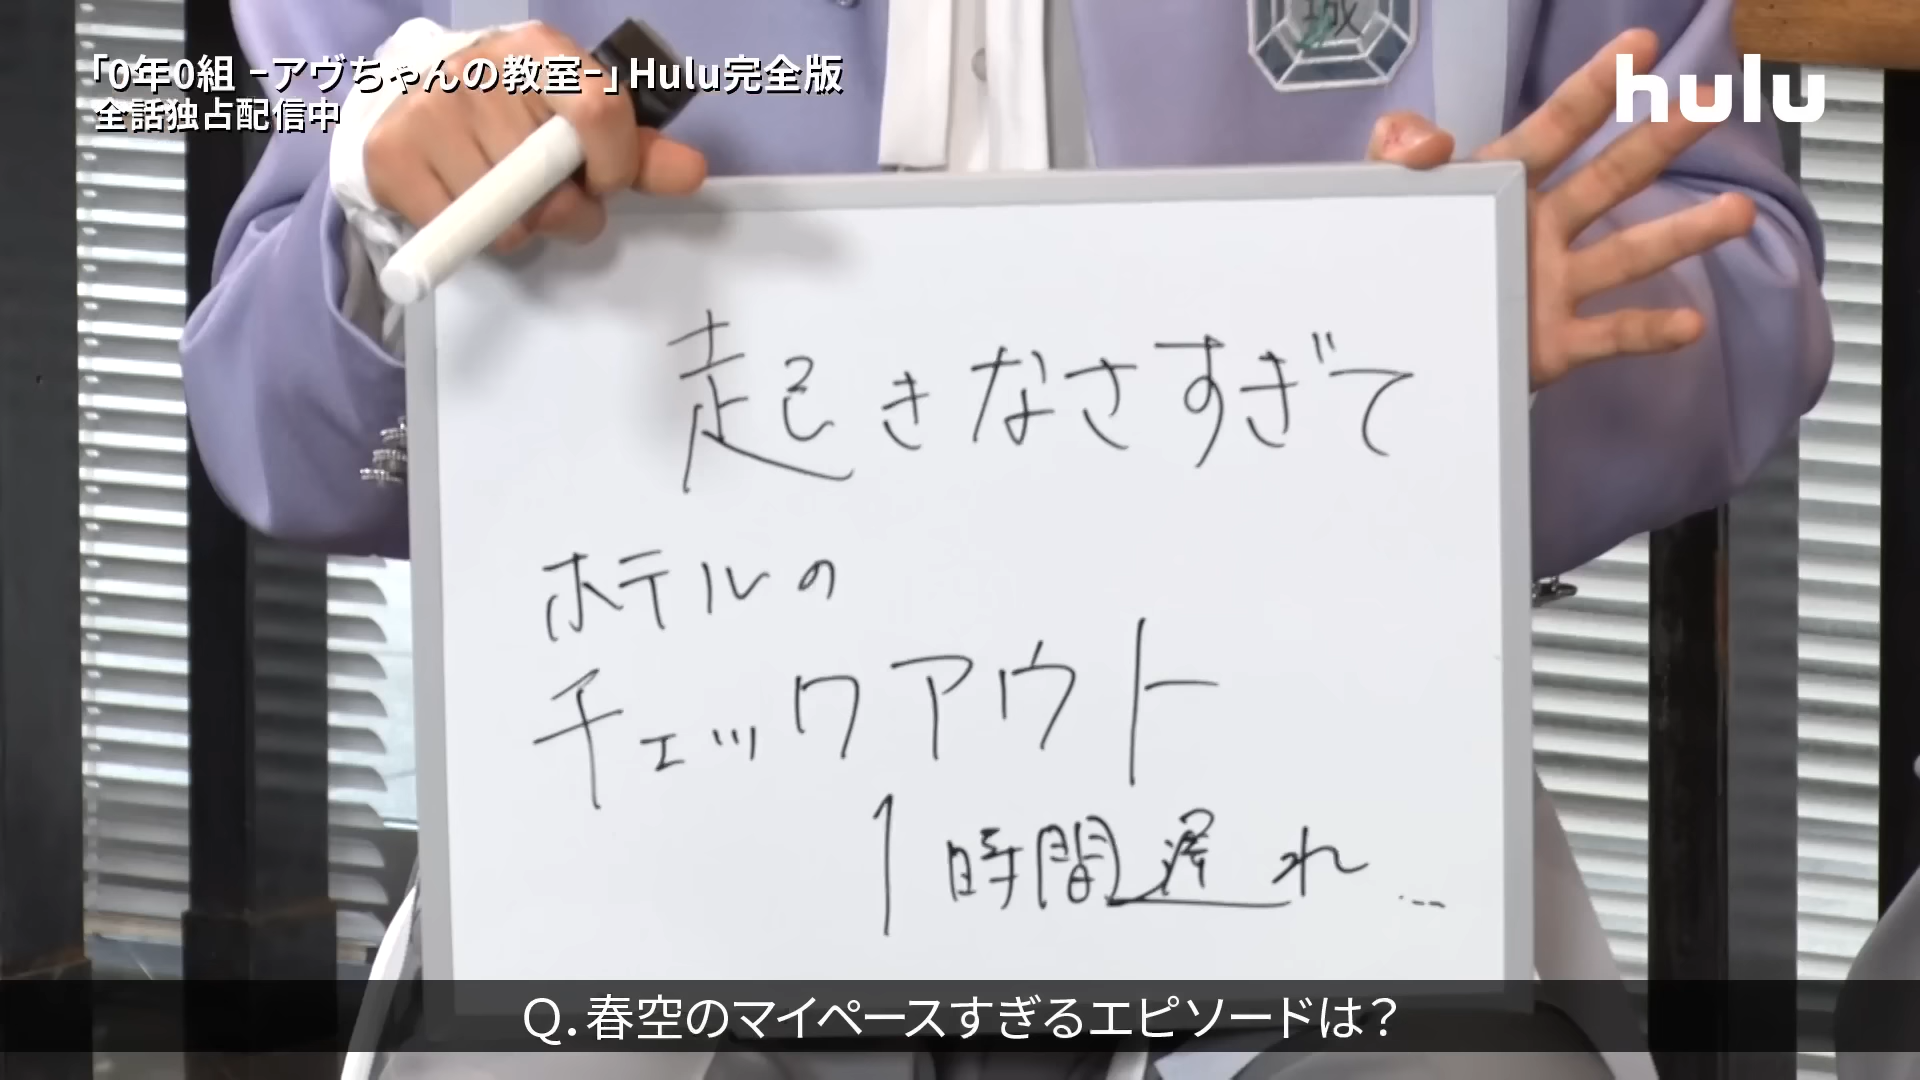 「0年0組 −アヴちゃんの教室−」Hulu完全版
全話独占配信中
hulu
城
起きなさすぎて
ホテルの
チェックアウト
1時間遅れ...
Q.春空のマイペースすぎるエピソードは？